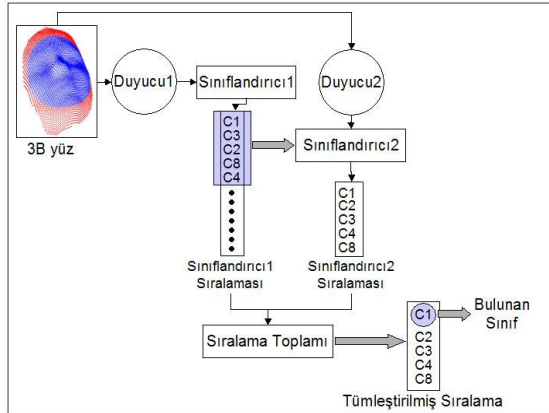 3B yüz
Duyucu1
Sınıflandırıcı1
Duyucu2
C1
C3
C2
C8
C4
Sınıflandırıcı2
C1
C2
C3
C4
C8
Sınıflandırıcı1
Sıralaması
Sınıflandırıcı2
Sıralaması
Sıralama Toplamı
C1
C2
C3
C4
C8
Bulunan
Sınıf
Tümleştirilmiş Sıralama